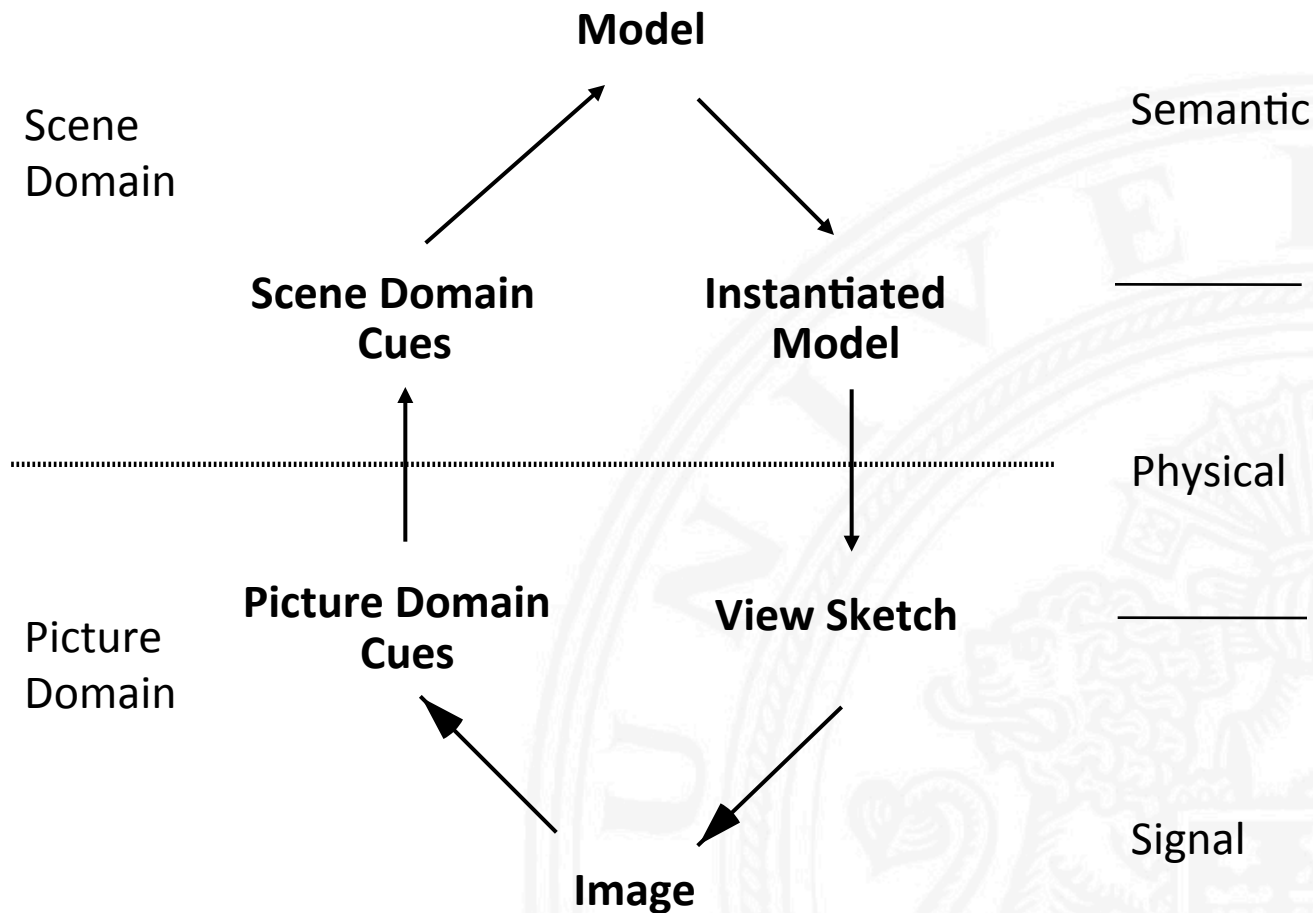 Model
Scene
Domain
Semantic
Scene Domain
Cues
Instantiated
Model
Physical
Picture Domain
Cues
View Sketch
Picture
Domain
Signal
Image
UNIVE